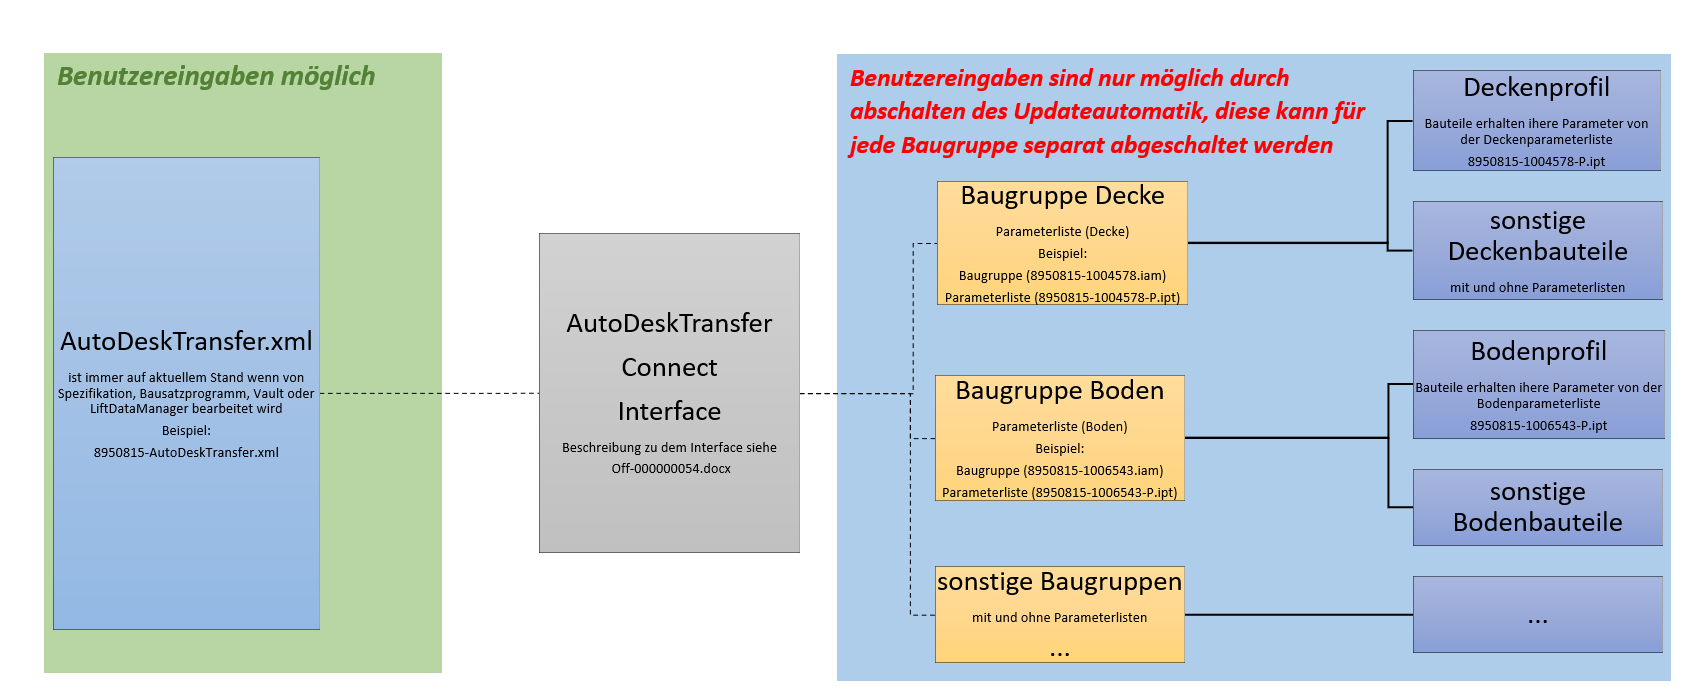 Benutzereingaben möglich
AutoDeskTransfer.xml
ist immer auf aktuellem Stand wenn von
Spezifikation, Bausatzprogramm, Vault oder
LiftDataManager bearbeitet wird
Beispiel:
8950815-AutoDeskTransfer.xml
AutoDeskTransfer
Connect
Interface
Beschreibung zu dem Interface siehe
Off-000000054.docx
Benutzereingaben sind nur möglich durch
abschalten des Updateautomatik, diese kann für
jede Baugruppe separat abgeschaltet werden
Baugruppe Decke
Parameterliste (Decke)
Beispiel:
Baugruppe (8950815-1004578.iam)
Parameterliste (8950815-1004578-P.ipt)
Baugruppe Boden
Parameterliste (Boden)
Beispiel:
Baugruppe (8950815-1006543.iam)
Parameterliste (8950815-1006543-P.ipt)
sonstige Baugruppen
mit und ohne Parameterlisten
...
Deckenprofil
Bauteile erhalten ihere Parameter von
der Deckenparameterliste
8950815-1004578-P.ipt
sonstige
Deckenbauteile
mit und ohne Parameterlisten
Bodenprofil
Bauteile erhalten ihere Parameter von der
Bodenparameterliste
8950815-1006543-P.ipt
sonstige
Bodenbauteile
...